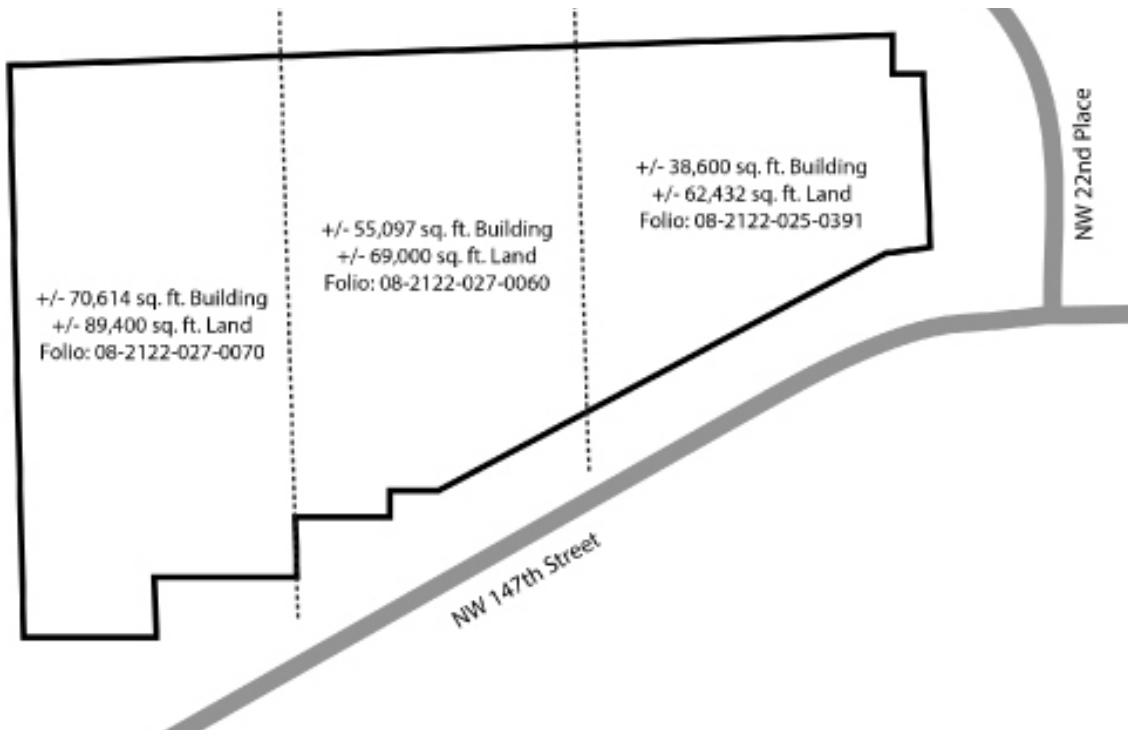 +/- 70,614 sq. ft. Building
+/- 89,400 sq. ft. Land
Folio: 08-2122-027-0070
+/- 55,097 sq. ft. Building
+/- 69,000 sq. ft. Land
Folio: 08-2122-027-0060
+/- 38,600 sq. ft. Building
+/- 62,432 sq. ft. Land
Folio: 08-2122-025-0391
NW 22nd Place
NW 147th Street